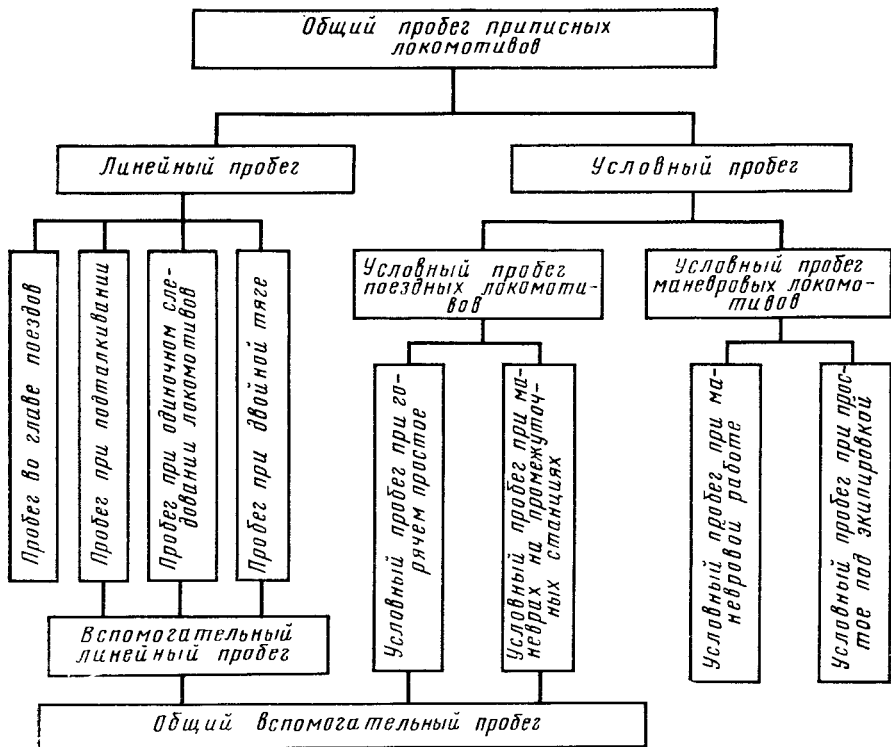 Общий пробег приписных
локомотивов
Линейный пробег
Условный пробег
Пробег во главе поездов
Пробег при подталкивании
Пробег при одиночном сле-
довании локомотивов
Пробег при двойной тяге
Условный пробег
поездных локомоти-
вов
Условный пробег
маневровых локомо-
тивов
Условный пробег при го-
рячем простое
Условный пробег при ма-
неврах на промежуточ-
ных станциях
Условный пробег при ма-
невровой работе
Условный пробег при прос-
тое под экипировкой
Вспомогательный
линейный пробег
Общий вспомогательный пробег